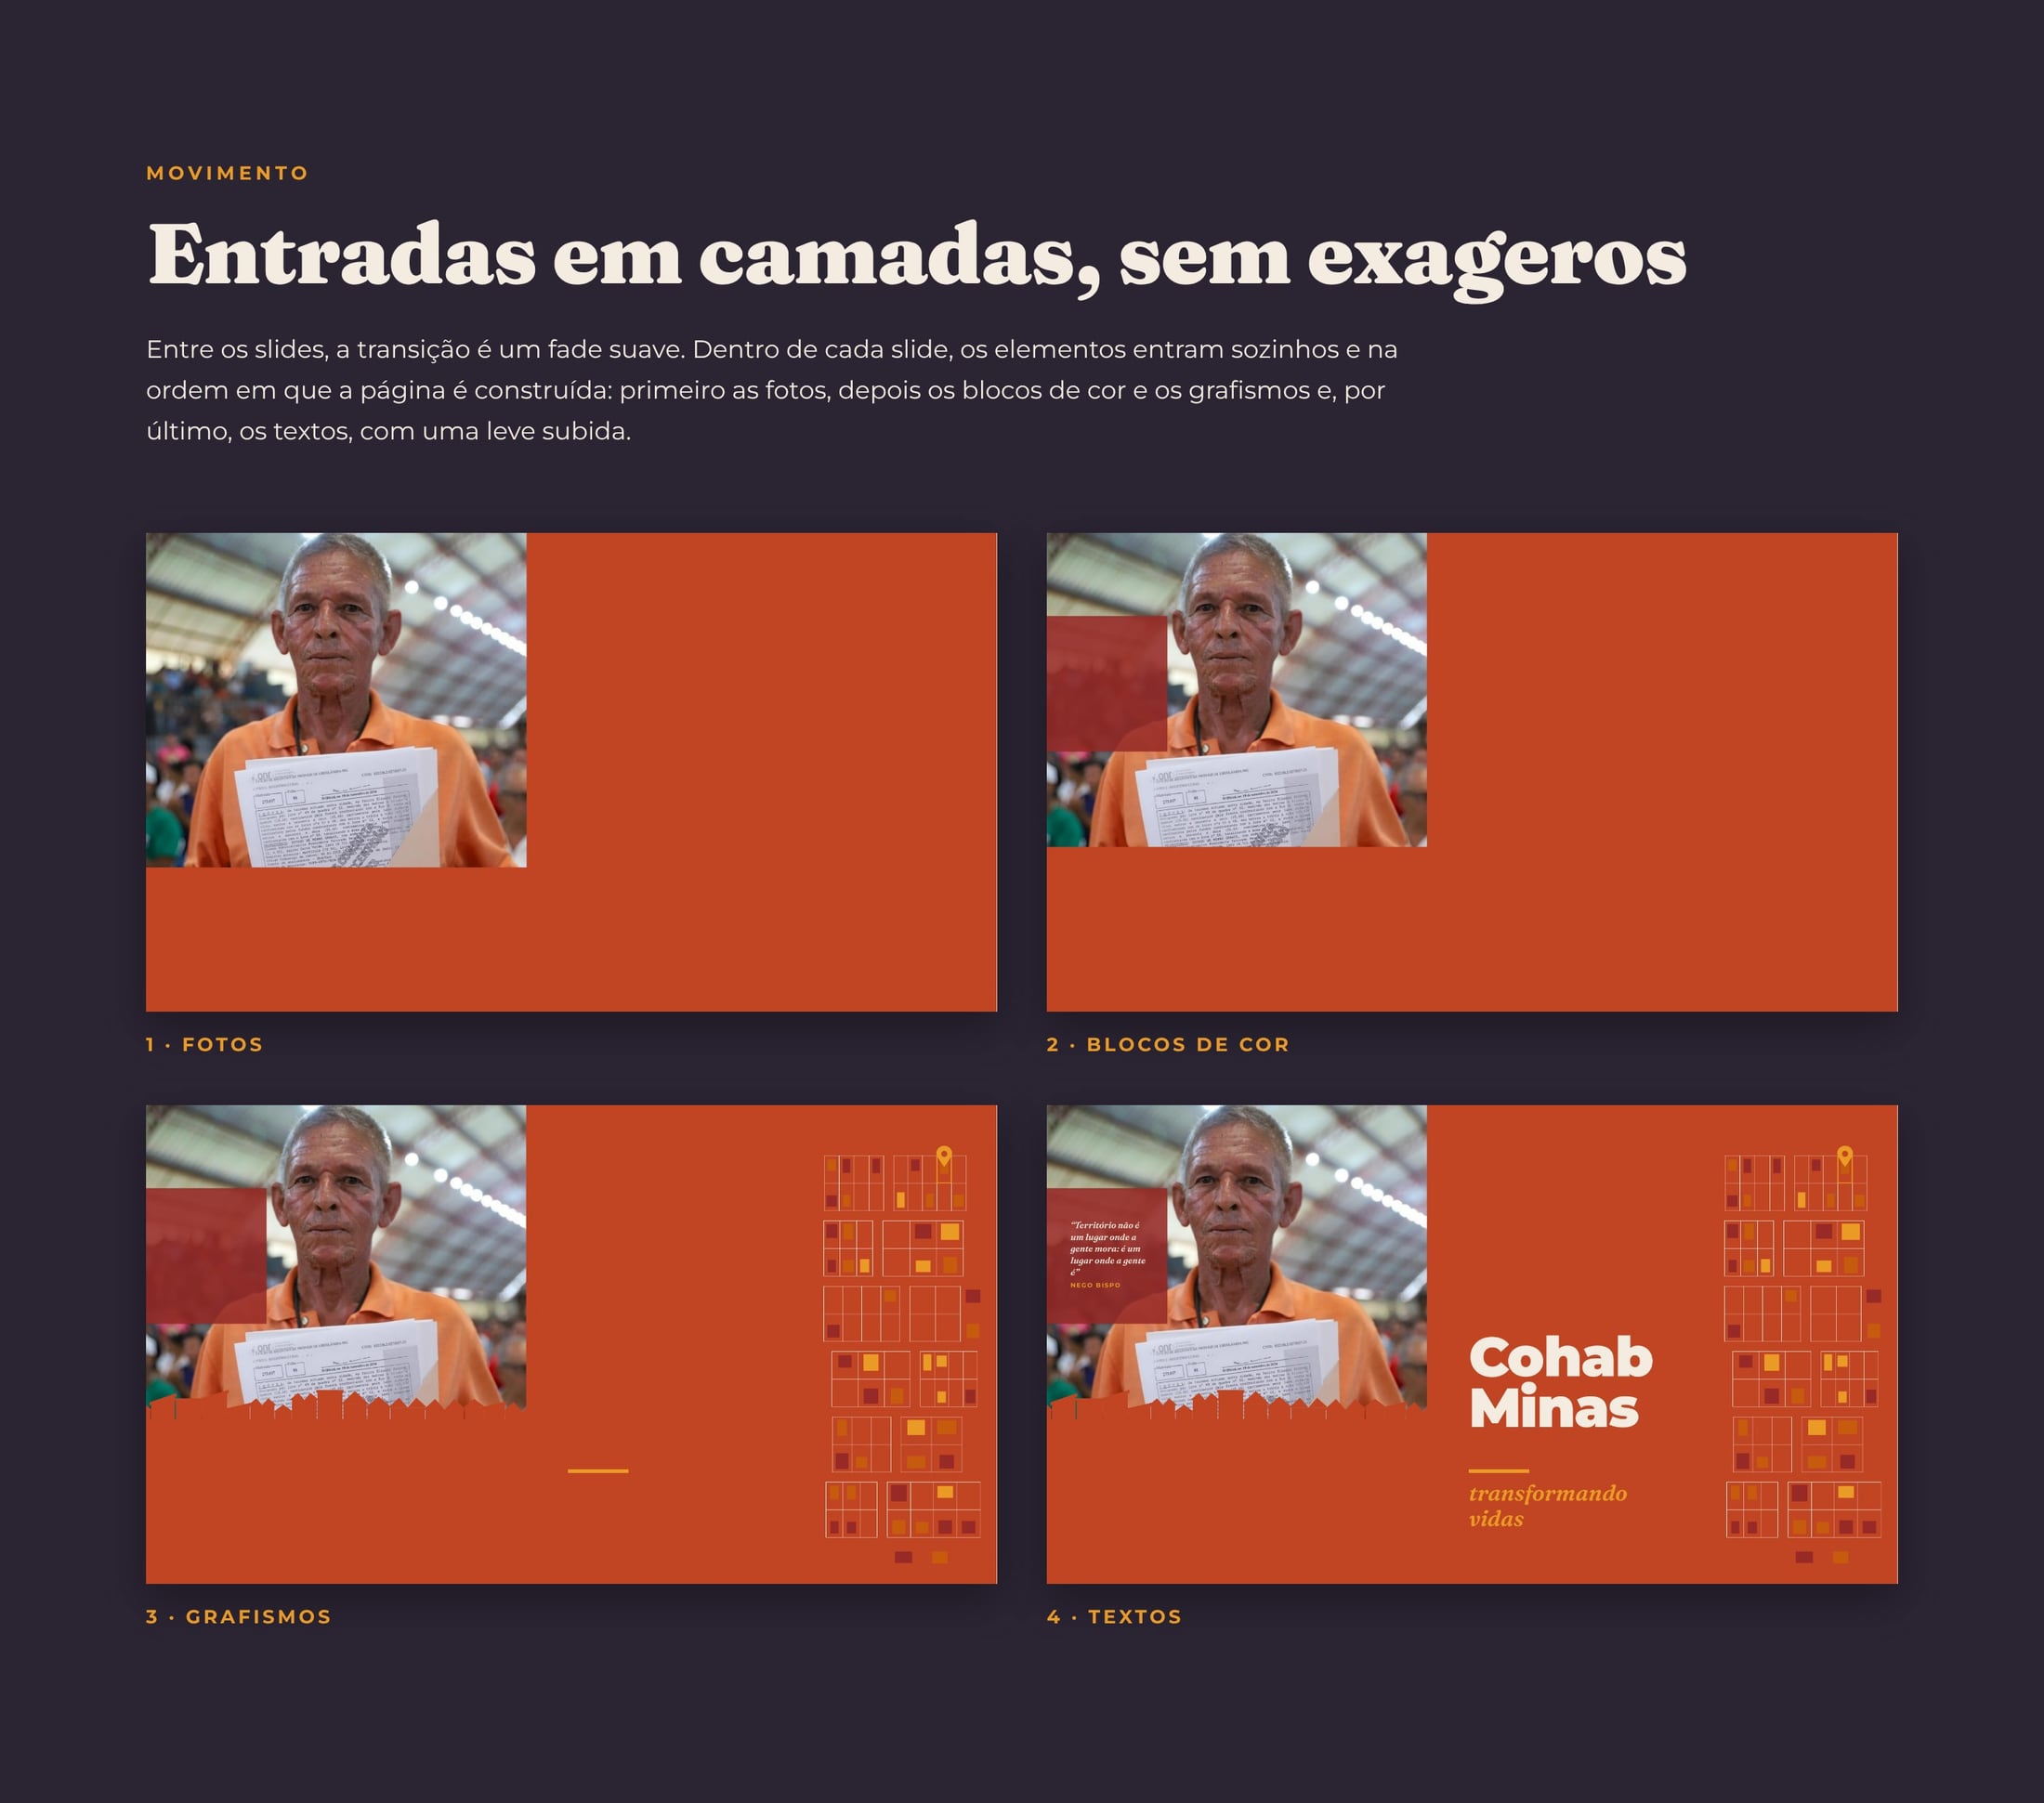 MOVIMENTO
Entradas em camadas, sem exageros
Entre os slides, a transição é um fade suave. Dentro de cada slide, os elementos entram sozinhos e na
ordem em que a página é construída: primeiro as fotos, depois os blocos de cor e os grafismos e, por
último, os textos, com uma leve subida.
1 · FOTOS
2 · BLOCOS DE COR
“Território não é
um lugar onde a
gente mora: é um
lugar onde a gente
é”
NEGO BISPO
Cohab
Minas
transformando
vidas
3 · GRAFISMOS
4 · TEXTOS